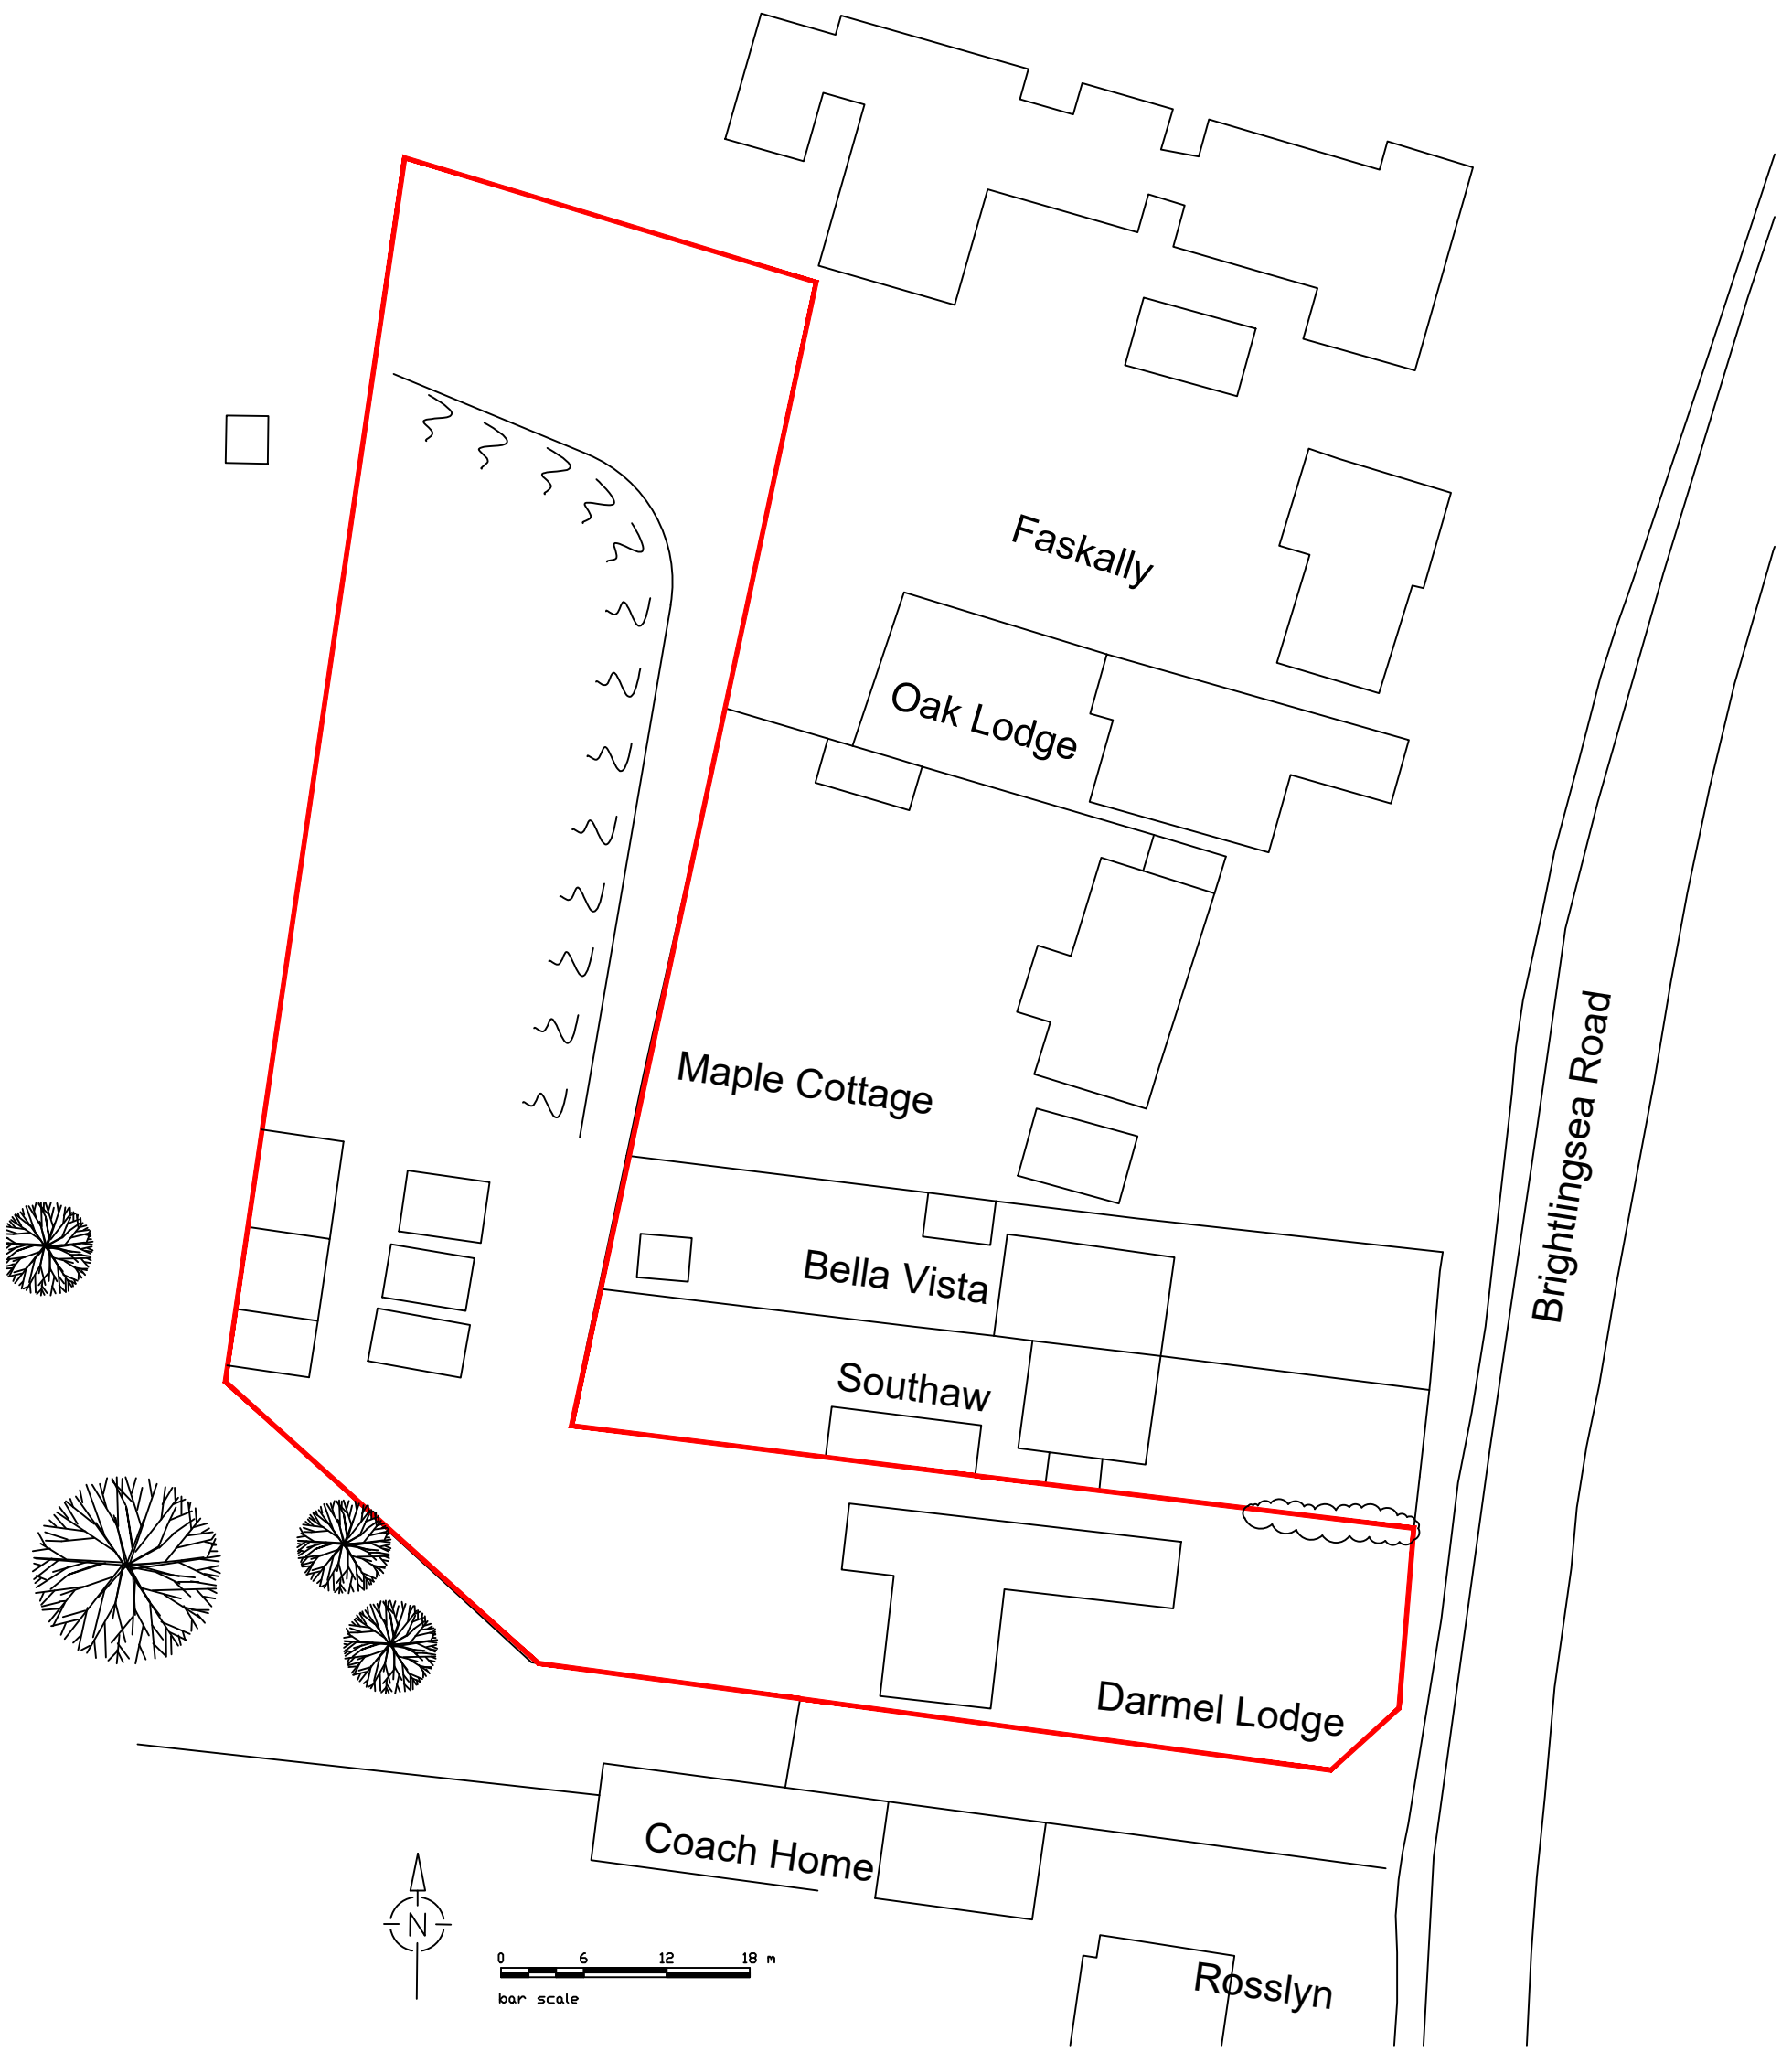 Faskally
Oak Lodge
Maple Cottage
Brightlingsea Road
Bella Vista
Southaw
Darmel Lodge
Coach Home
N
0 6 12 18 m
bar scale
Rosslyn